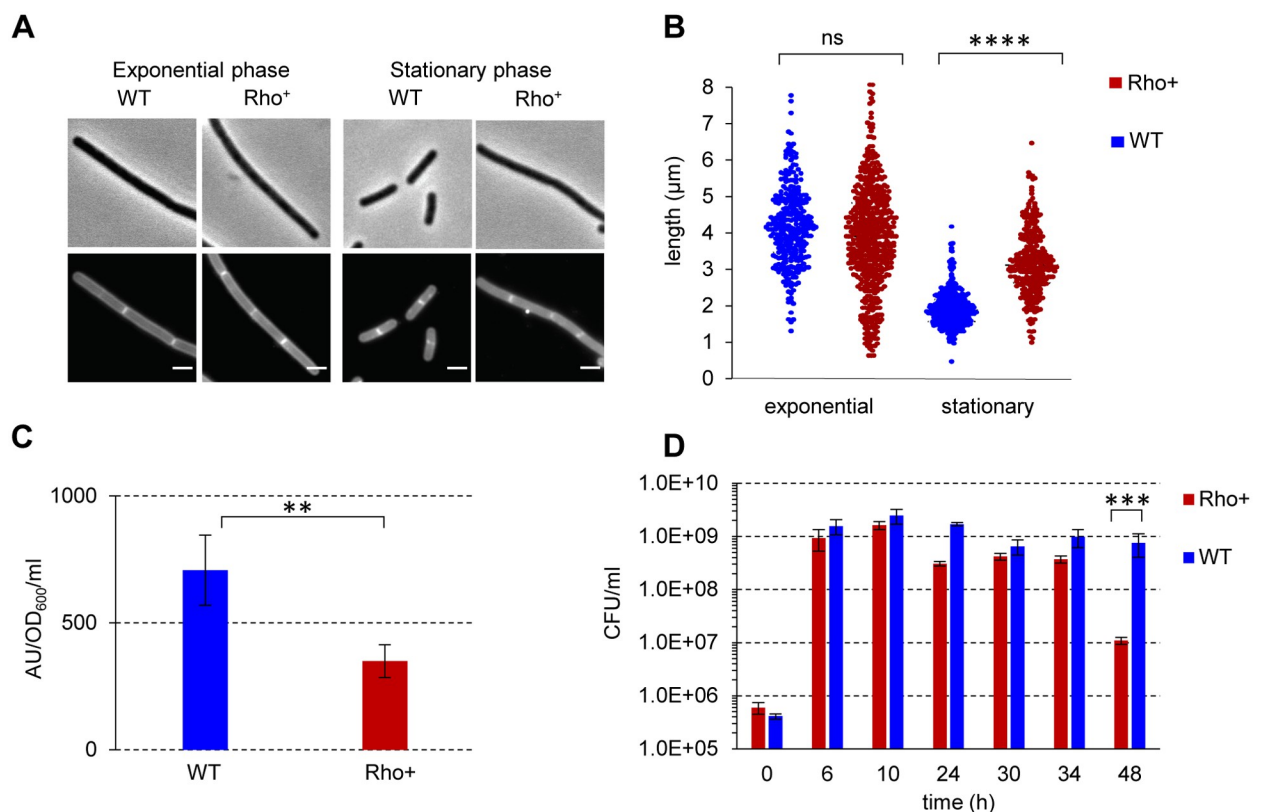 A
Exponential phase
Stationary phase
WT
Rho⁺
WT
Rho⁺
B
ns
****
8
7
6
5
4
3
2
1
0
length (µm)
exponential
stationary
Rho+
WT
C
1000
500
0
AU/OD₆₀₀/ml
**
WT
Rho+
D
1.0E+10
1.0E+09
1.0E+08
1.0E+07
1.0E+06
1.0E+05
CFU/ml
***
0 6 10 24 30 34 48
time (h)
Rho+
WT